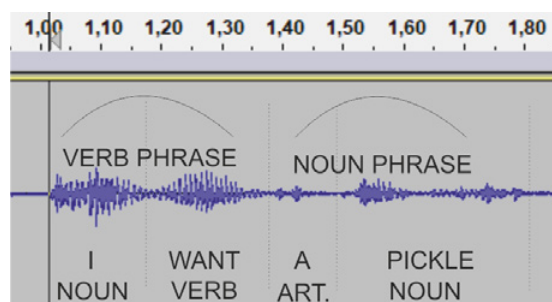 1,00 1,10 1,20 1,30 1,40 1,50 1,60 1,70 1,80
VERB PHRASE NOUN PHRASE
I WANT A PICKLE
NOUN VERB ART. NOUN